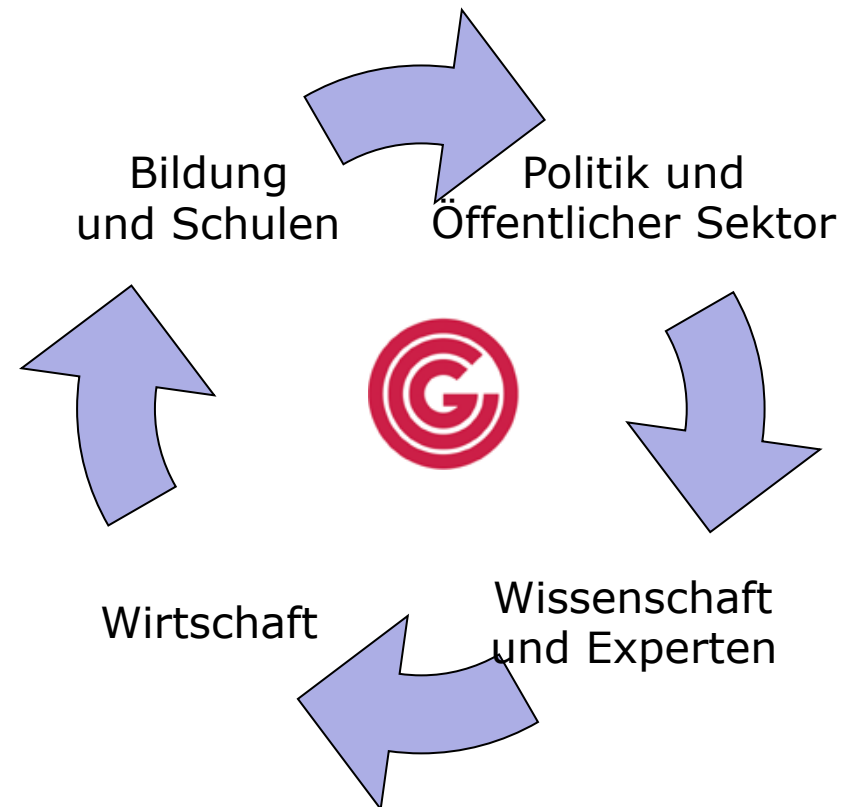 Bildung
und Schulen
Politik und
Öffentlicher Sektor
G
Wirtschaft
Wissenschaft
und Experten